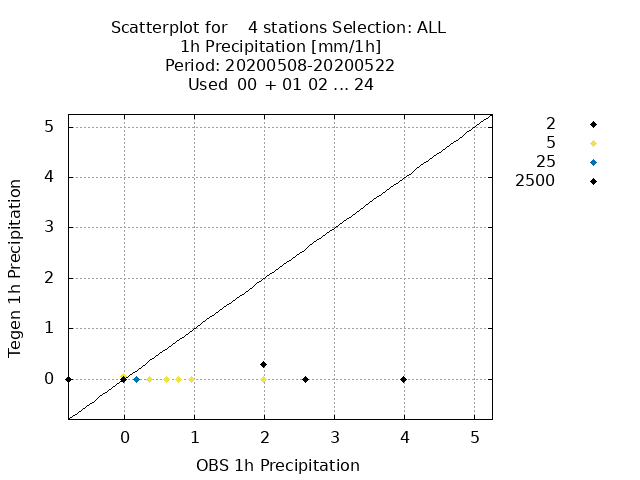 Scatterplot for 4 stations Selection: ALL
1h Precipitation [mm/1h]
Period: 20200508-20200522
Used 00 + 01 02 ... 24
2
5
25
2500
5
4
3
2
1
0
Tegen 1h Precipitation
0 1 2 3 4 5
OBS 1h Precipitation